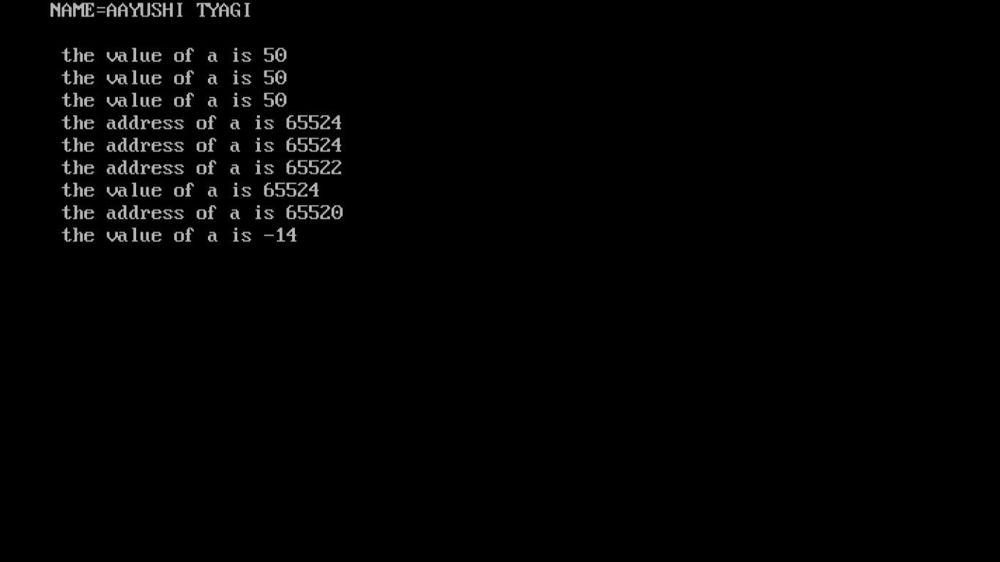 NAME=AAYUSHI TYAGI
the value of a is 50
the value of a is 50
the value of a is 50
the address of a is 65524
the address of a is 65524
the address of a is 65522
the value of a is 65524
the address of a is 65520
the value of a is -14